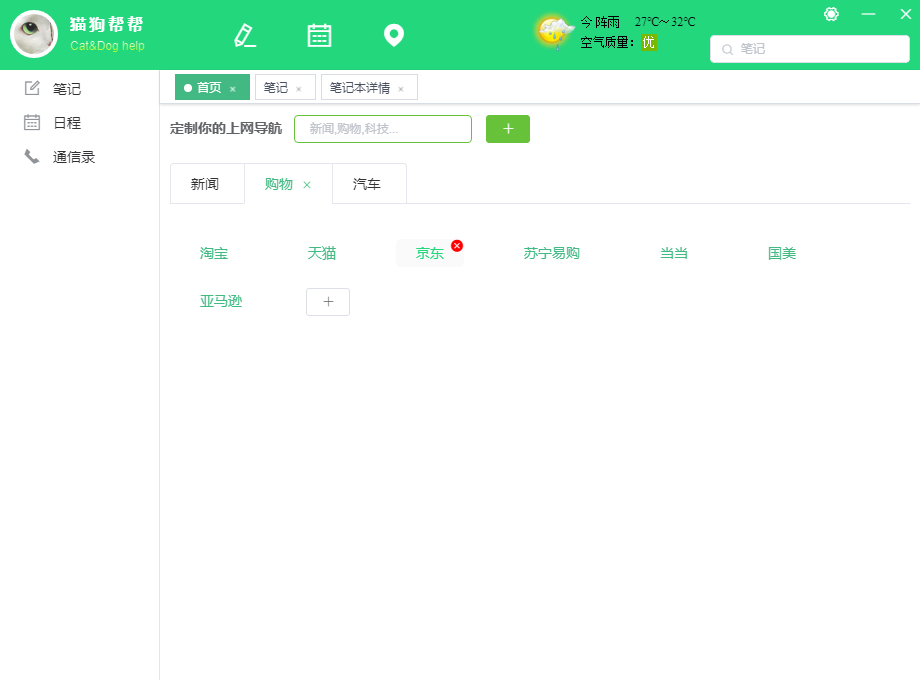 猫狗帮帮
Cat&Dog help
今 阵雨 27℃～32℃
空气质量： 优
笔记
笔记
日程
通信录
首页 × 笔记 × 笔记本详情 ×
定制你的上网导航 新闻,购物,科技... +
新闻 购物 × 汽车
淘宝 天猫 京东 苏宁易购 当当 国美
亚马逊 +